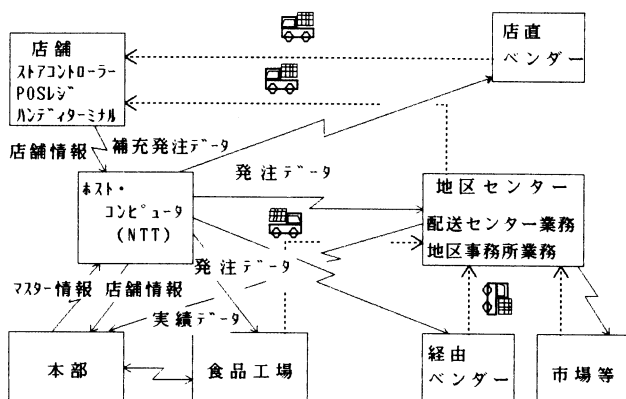 店舗
ストアコントローラー
POSレジ
ハンディターミナル
店直
ベンダー
店舗情報
補充発注データ
発注データ
ホスト・
コンピュータ
(NTT)
地区センター
配送センター業務
地区事務所業務
発注データ
マスター情報 店舗情報
実績データ
本部
食品工場
経由
ベンダー
市場等